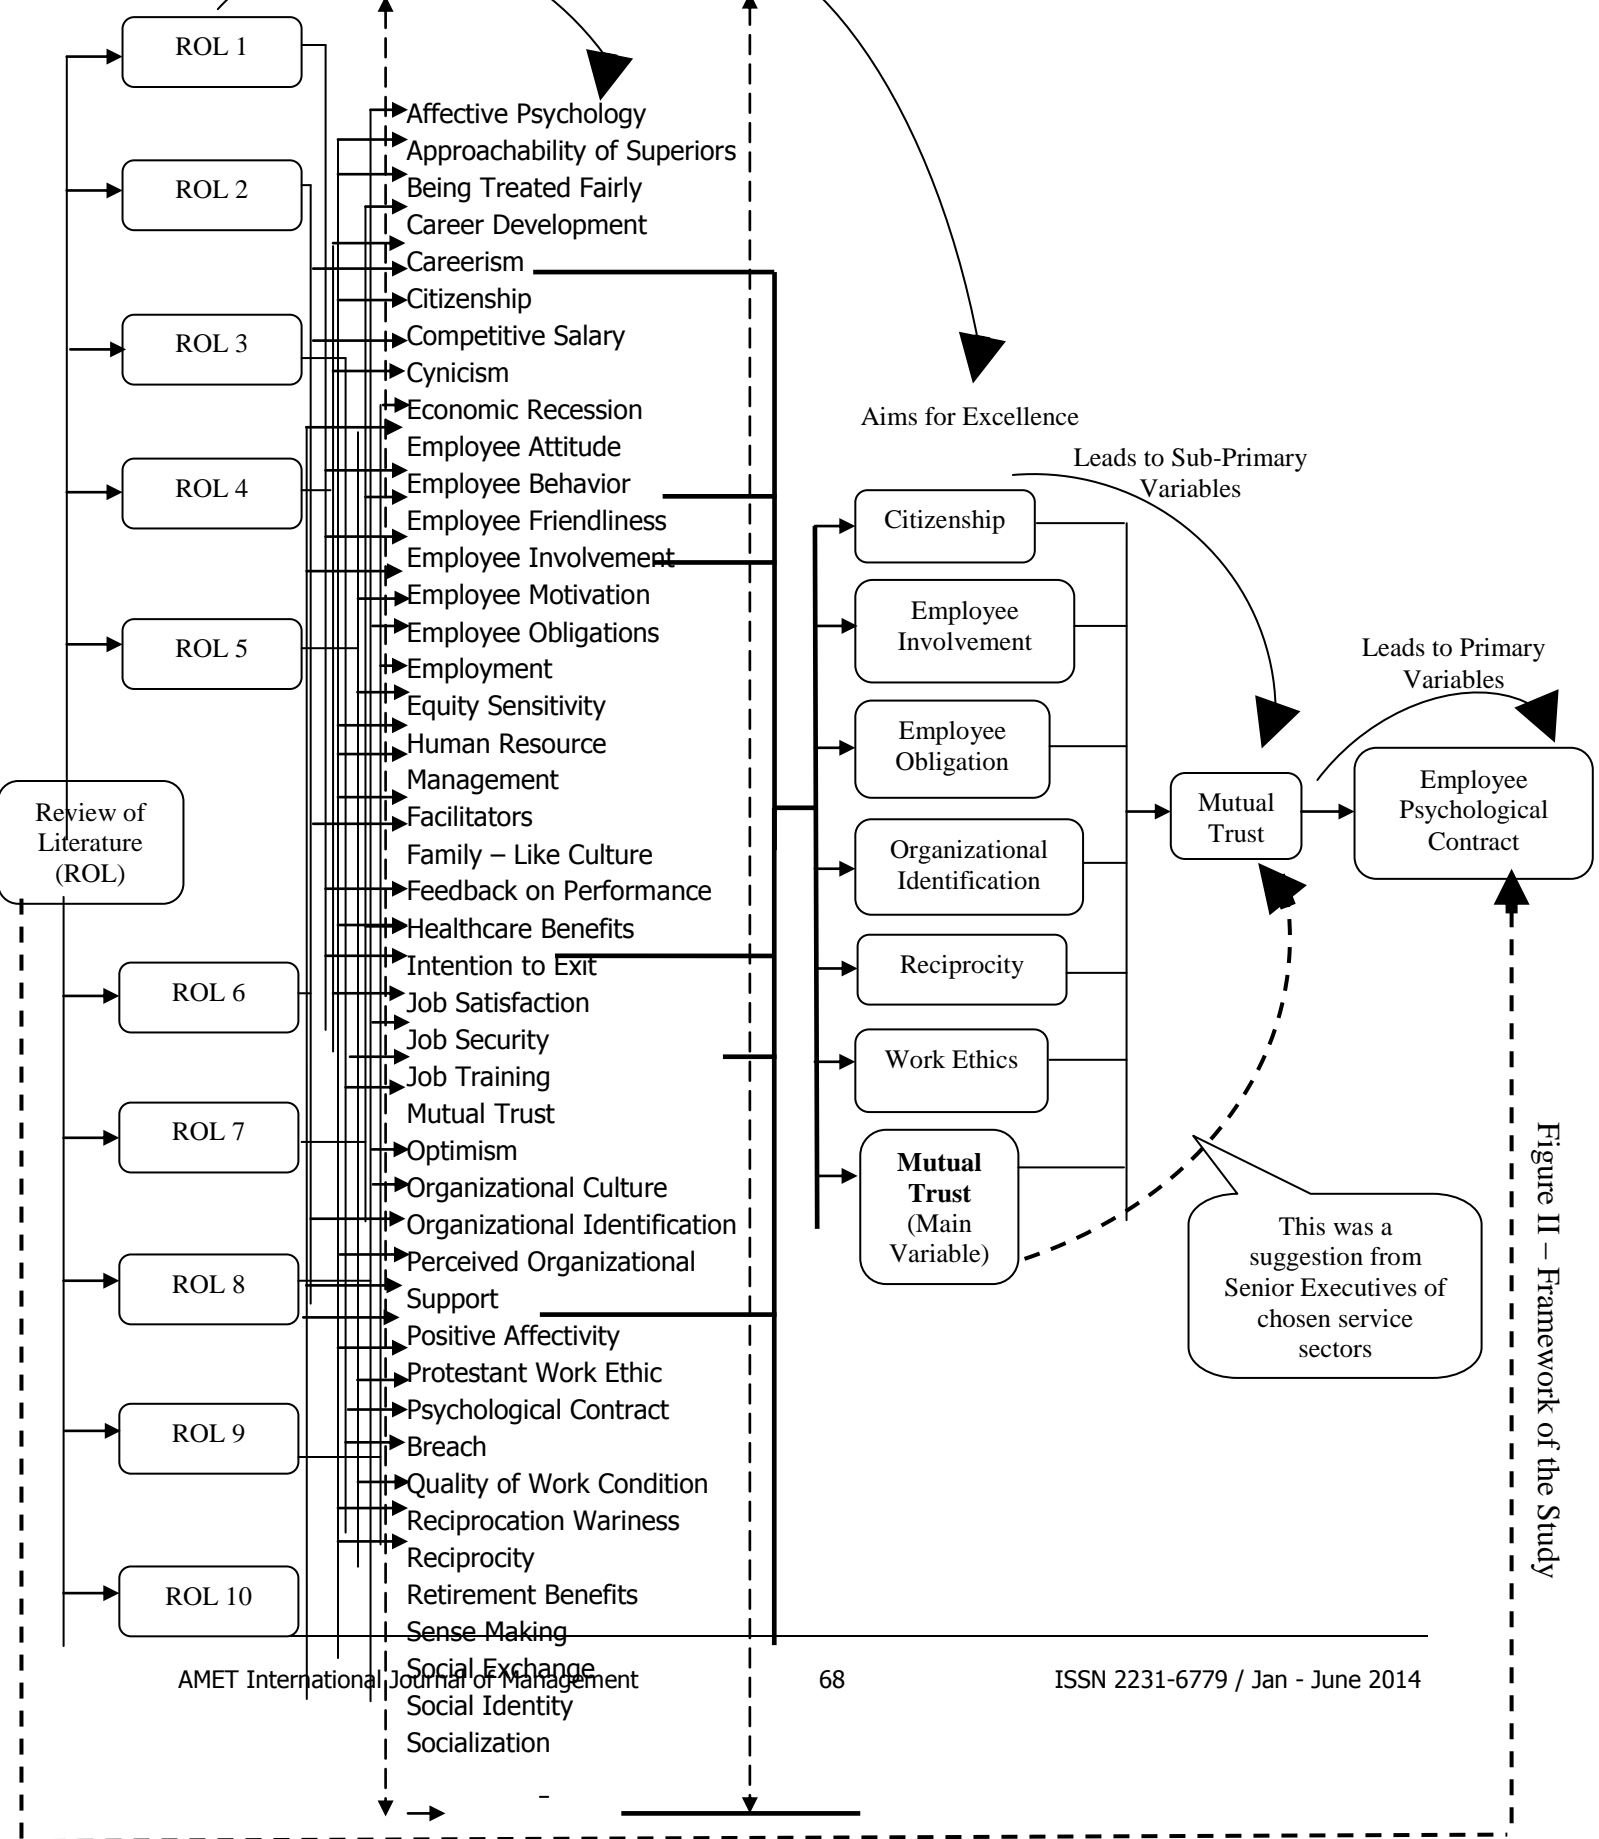 ROL 1
ROL 2
ROL 3
ROL 4
ROL 5
Review of
Literature
(ROL)
ROL 6
ROL 7
ROL 8
ROL 9
ROL 10
Affective Psychology
Approachability of Superiors
Being Treated Fairly
Career Development
Careerism
Citizenship
Competitive Salary
Cynicism
Economic Recession
Employee Attitude
Employee Behavior
Employee Friendliness
Employee Involvement
Employee Motivation
Employee Obligations
Employment
Equity Sensitivity
Human Resource
Management
Facilitators
Family – Like Culture
Feedback on Performance
Healthcare Benefits
Intention to Exit
Job Satisfaction
Job Security
Job Training
Mutual Trust
Optimism
Organizational Culture
Organizational Identification
Perceived Organizational
Support
Positive Affectivity
Protestant Work Ethic
Psychological Contract
Breach
Quality of Work Condition
Reciprocation Wariness
Reciprocity
Retirement Benefits
Sense Making
Social Exchange
Social Identity
Socialization
–
Aims for Excellence
Leads to Sub-Primary
Variables
Citizenship
Employee
Involvement
Employee
Obligation
Organizational
Identification
Reciprocity
Work Ethics
Mutual
Trust
(Main
Variable)
Mutual
Trust
Leads to Primary
Variables
Employee
Psychological
Contract
This was a
suggestion from
Senior Executives of
chosen service
sectors
Figure II – Framework of the Study
AMET International Journal of Management 68 ISSN 2231-6779 / Jan - June 2014